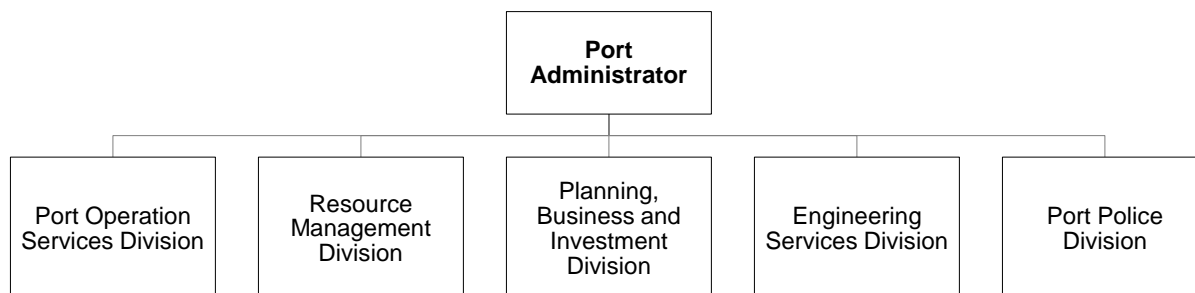 Port
Administrator
Port Operation
Services Division
Resource
Management
Division
Planning,
Business and
Investment
Division
Engineering
Services Division
Port Police
Division